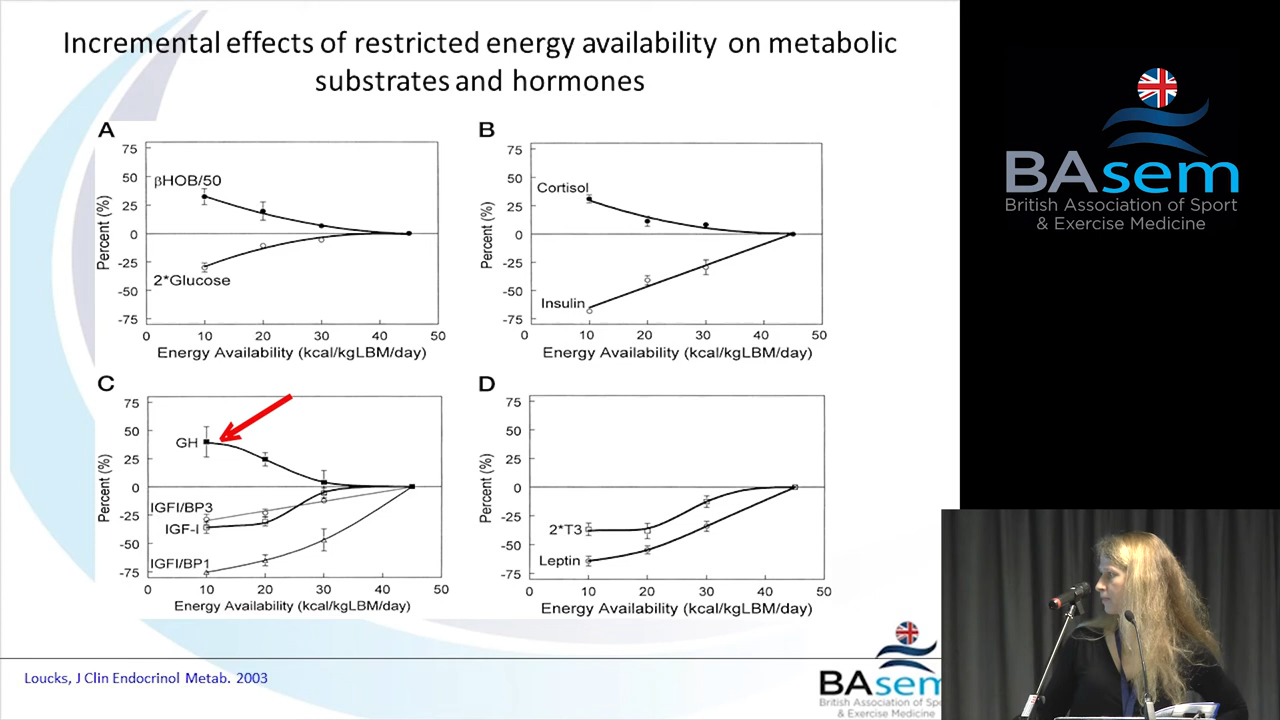 Incremental effects of restricted energy availability on metabolic
substrates and hormones
A
75
50
25
0
-25
-50
-75
Percent (%)
βHOB/50
2*Glucose
0 10 20 30 40 50
Energy Availability (kcal/kgLBM/day)
B
75
50
25
0
-25
-50
-75
Percent (%)
Cortisol
Insulin
0 10 20 30 40 50
Energy Availability (kcal/kgLBM/day)
C
75
50
25
0
-25
-50
-75
Percent (%)
GH
IGFI/BP3
IGF-I
IGFI/BP1
0 10 20 30 40 50
Energy Availability (kcal/kgLBM/day)
D
75
50
25
0
-25
-50
-75
Percent (%)
2*T3
Leptin
0 10 20 30 40 50
Energy Availability (kcal/kgLBM/day)
Loucks, J Clin Endocrinol Metab. 2003
BAsem
British Association of Sp
& Exercise Medicine
BAsem
British Association of Sport
& Exercise Medicine